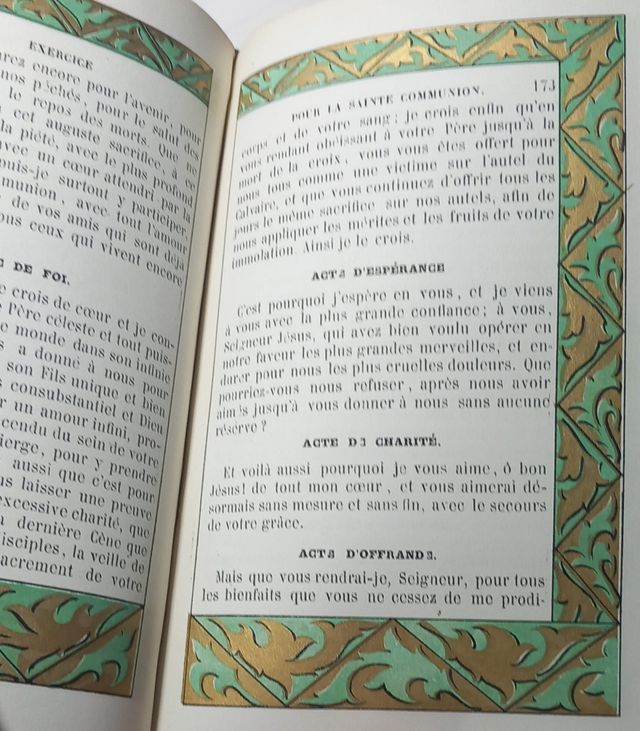 EXERCICE
encore pour l'avenir, pour
nos péchés, pour le salut des
le repos des morts. Que ne
cet auguste sacrifice, à ce
la piété, avec le plus profond
avec un cœur attendri par la
puis-je surtout y participer
avec tout l'amour
de vos amis qui sont déjà
ceux qui vivent encore
DE FOI.
crois de cœur et je con-
Père céleste et tout puis-
monde dans son infinie
a donné à nous pour
son Fils unique et bien
consubstantiel et bieu
un amour infini, pro-
cendu du sein de votre
ierge, pour y prendre
aussi que c'est pour
laisser une preuve
excessive charité, que
dernière Cène que
isciples, la veille de
acrement de votre
POUR LA SAINTE COMMUNION. 173
corps et de votre sang; je crois enfin qu'en
vous rendant obéissant à votre Père jusqu'à la
mort de la croix, vous vous êtes offert pour
nous tous comme une victime sur l'autel du
Calvaire, et que vous continuez d'offrir tous les
jours le même sacrifice sur nos autels, afin de
nous appliquer les mérites et les fruits de votre
immolation. Ainsi je le crois.
ACTE D'ESPÉRANCE
C'est pourquoi j'espère en vous, et je viens
à vous avec la plus grande confiance; à vous,
Seigneur Jésus, qui avez bien voulu opérer en
notre faveur les plus grandes merveilles, et en-
durer pour nous les plus cruelles douleurs. Que
pourriez-vous nous refuser, après nous avoir
aimés jusqu'à vous donner à nous sans aucune
réserve ?
ACTE DE CHARITÉ.
Et voilà aussi pourquoi je vous aime, ô bon
Jésus! de tout mon cœur, et vous aimerai dé-
sormais sans mesure et sans fin, avec le secours
de votre grâce.
ACTE D'OFFRANDE.
Mais que vous rendrai-je, Seigneur, pour tous
les bienfaits que vous ne cessez de me prodi-